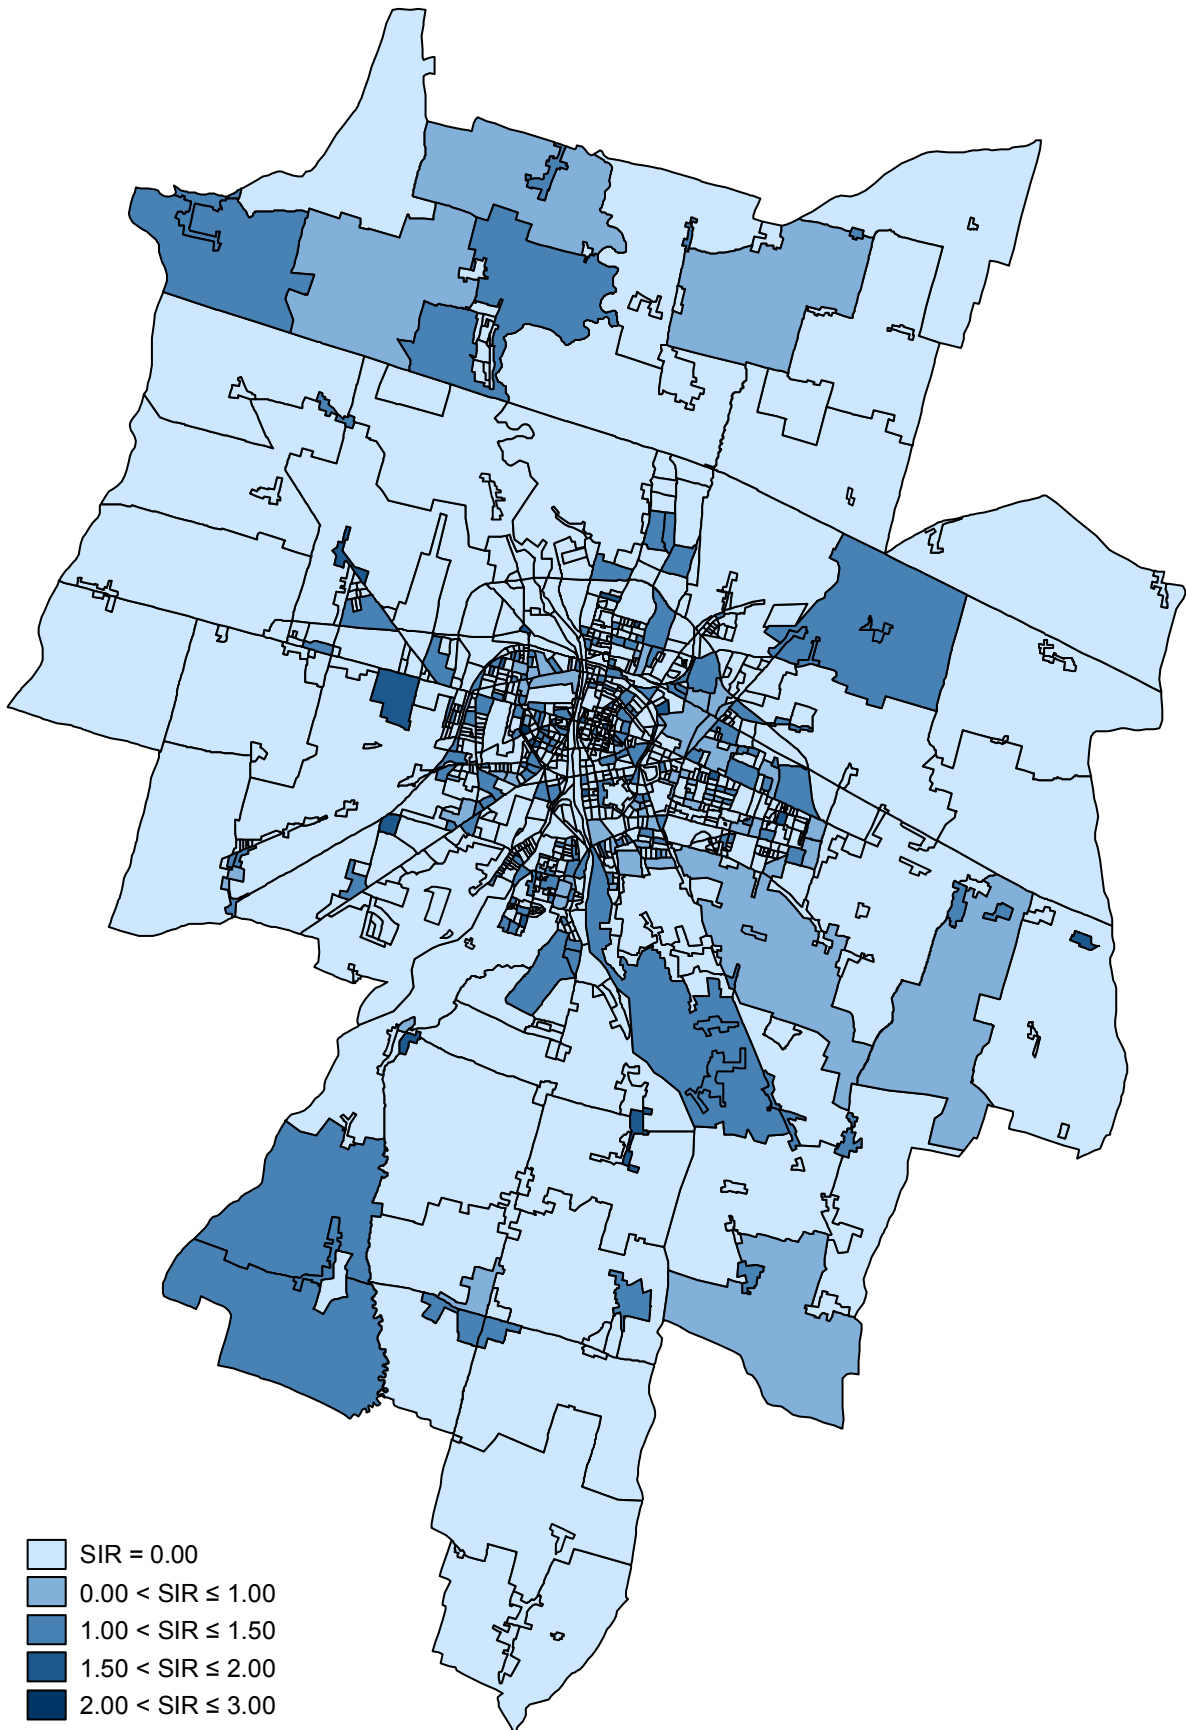 SIR = 0.00
0.00 < SIR ≤ 1.00
1.00 < SIR ≤ 1.50
1.50 < SIR ≤ 2.00
2.00 < SIR ≤ 3.00